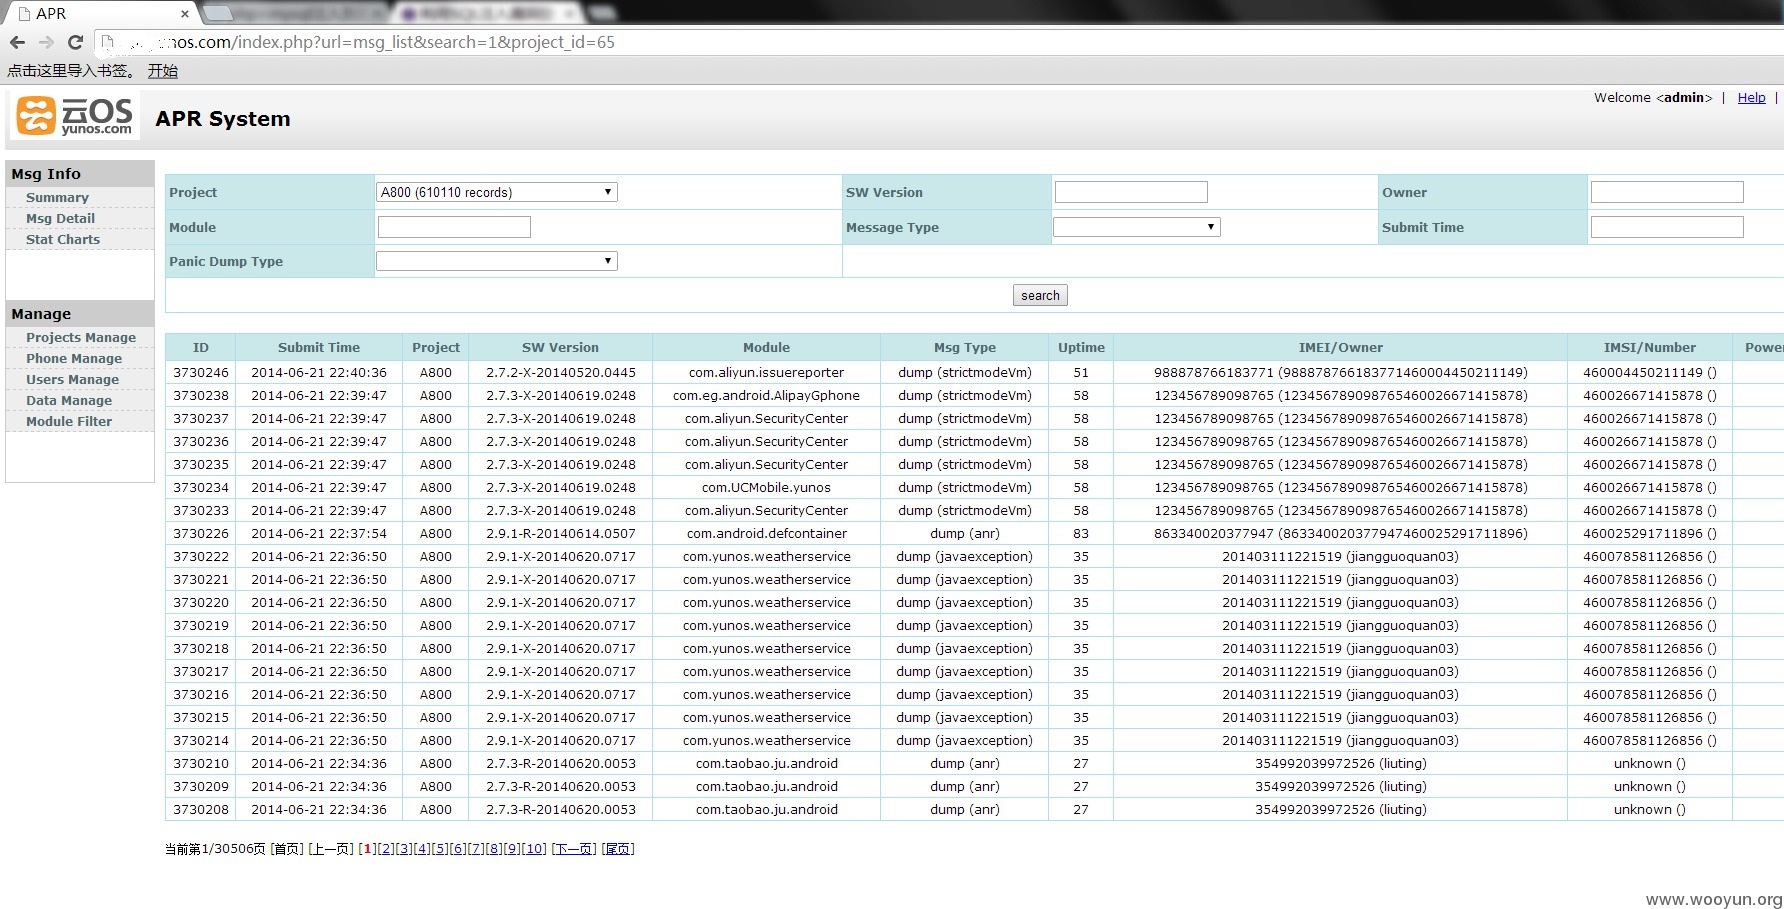 APR
nos.com/index.php?url=msg_list&search=1&project_id=65
点击这里导入书签。 开始
云OS
yunos.com
APR System
Welcome <admin> | Help |
Msg Info
Summary
Msg Detail
Stat Charts
Manage
Projects Manage
Phone Manage
Users Manage
Data Manage
Module Filter
Project A800 (610110 records) SW Version Owner
Module Message Type Submit Time
Panic Dump Type
search
ID Submit Time Project SW Version Module Msg Type Uptime IMEI/Owner IMSI/Number Power
3730246 2014-06-21 22:40:36 A800 2.7.2-X-20140520.0445 com.aliyun.issuereporter dump (strictmodeVm) 51 988878766183771 (988878766183771460004450211149) 460004450211149 ()
3730238 2014-06-21 22:39:47 A800 2.7.3-X-20140619.0248 com.eg.android.AlipayGphone dump (strictmodeVm) 58 123456789098765 (123456789098765460026671415878) 460026671415878 ()
3730237 2014-06-21 22:39:47 A800 2.7.3-X-20140619.0248 com.aliyun.SecurityCenter dump (strictmodeVm) 58 123456789098765 (123456789098765460026671415878) 460026671415878 ()
3730236 2014-06-21 22:39:47 A800 2.7.3-X-20140619.0248 com.aliyun.SecurityCenter dump (strictmodeVm) 58 123456789098765 (123456789098765460026671415878) 460026671415878 ()
3730235 2014-06-21 22:39:47 A800 2.7.3-X-20140619.0248 com.aliyun.SecurityCenter dump (strictmodeVm) 58 123456789098765 (123456789098765460026671415878) 460026671415878 ()
3730234 2014-06-21 22:39:47 A800 2.7.3-X-20140619.0248 com.UCMobile.yunos dump (strictmodeVm) 58 123456789098765 (123456789098765460026671415878) 460026671415878 ()
3730233 2014-06-21 22:39:47 A800 2.7.3-X-20140619.0248 com.aliyun.SecurityCenter dump (strictmodeVm) 58 123456789098765 (123456789098765460026671415878) 460026671415878 ()
3730226 2014-06-21 22:37:54 A800 2.9.1-R-20140614.0507 com.android.defcontainer dump (anr) 83 863340020377947 (863340020377947460025291711896) 460025291711896 ()
3730222 2014-06-21 22:36:50 A800 2.9.1-X-20140620.0717 com.yunos.weatherservice dump (javaexception) 35 201403111221519 (jiangguoquan03) 460078581126856 ()
3730221 2014-06-21 22:36:50 A800 2.9.1-X-20140620.0717 com.yunos.weatherservice dump (javaexception) 35 201403111221519 (jiangguoquan03) 460078581126856 ()
3730220 2014-06-21 22:36:50 A800 2.9.1-X-20140620.0717 com.yunos.weatherservice dump (javaexception) 35 201403111221519 (jiangguoquan03) 460078581126856 ()
3730219 2014-06-21 22:36:50 A800 2.9.1-X-20140620.0717 com.yunos.weatherservice dump (javaexception) 35 201403111221519 (jiangguoquan03) 460078581126856 ()
3730218 2014-06-21 22:36:50 A800 2.9.1-X-20140620.0717 com.yunos.weatherservice dump (javaexception) 35 201403111221519 (jiangguoquan03) 460078581126856 ()
3730217 2014-06-21 22:36:50 A800 2.9.1-X-20140620.0717 com.yunos.weatherservice dump (javaexception) 35 201403111221519 (jiangguoquan03) 460078581126856 ()
3730216 2014-06-21 22:36:50 A800 2.9.1-X-20140620.0717 com.yunos.weatherservice dump (javaexception) 35 201403111221519 (jiangguoquan03) 460078581126856 ()
3730215 2014-06-21 22:36:50 A800 2.9.1-X-20140620.0717 com.yunos.weatherservice dump (javaexception) 35 201403111221519 (jiangguoquan03) 460078581126856 ()
3730214 2014-06-21 22:36:50 A800 2.9.1-X-20140620.0717 com.yunos.weatherservice dump (javaexception) 35 201403111221519 (jiangguoquan03) 460078581126856 ()
3730210 2014-06-21 22:34:36 A800 2.7.3-R-20140620.0053 com.taobao.ju.android dump (anr) 27 354992039972526 (liuting) unknown ()
3730209 2014-06-21 22:34:36 A800 2.7.3-R-20140620.0053 com.taobao.ju.android dump (anr) 27 354992039972526 (liuting) unknown ()
3730208 2014-06-21 22:34:36 A800 2.7.3-R-20140620.0053 com.taobao.ju.android dump (anr) 27 354992039972526 (liuting) unknown ()
当前第1/30506页 [首页] [上一页] [1][2][3][4][5][6][7][8][9][10] [下一页] [尾页]
www.wooyun.org